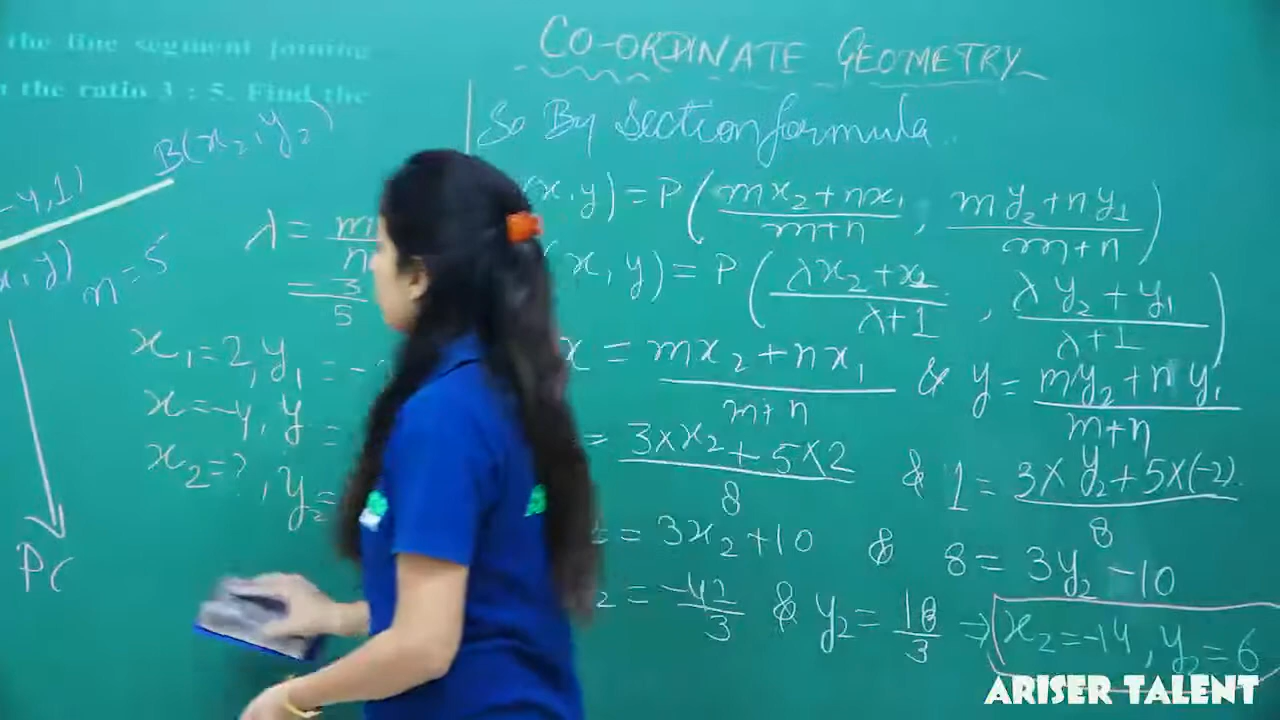 the line segment joining
the ratio 3 : 5. Find the
CO-ORDINATE GEOMETRY
So By Section formula.
B(x₂, y₂)
-4, 1)
x, y)
n = 5
λ = m/n
= 3/5
x₁ = 2, y₁ = -
x = -4, y =
x₂ = ?, y₂ =
P(
(x, y) = P( (mx₂ + nx₁)/(m+n), (my₂ + ny₁)/(m+n) )
(x, y) = P( (λx₂ + x₁)/(λ+1), (λy₂ + y₁)/(λ+1) )
x = (mx₂ + nx₁)/(m+n) & y = (my₂ + ny₁)/(m+n)
= (3×x₂ + 5×2)/8 & 1 = (3×y₂ + 5×(-2))/8
= 3x₂ + 10 & 8 = 3y₂ - 10
₂ = -42/3 & y₂ = 18/3 ⇒ x₂ = -14, y₂ = 6
ARISER TALENT